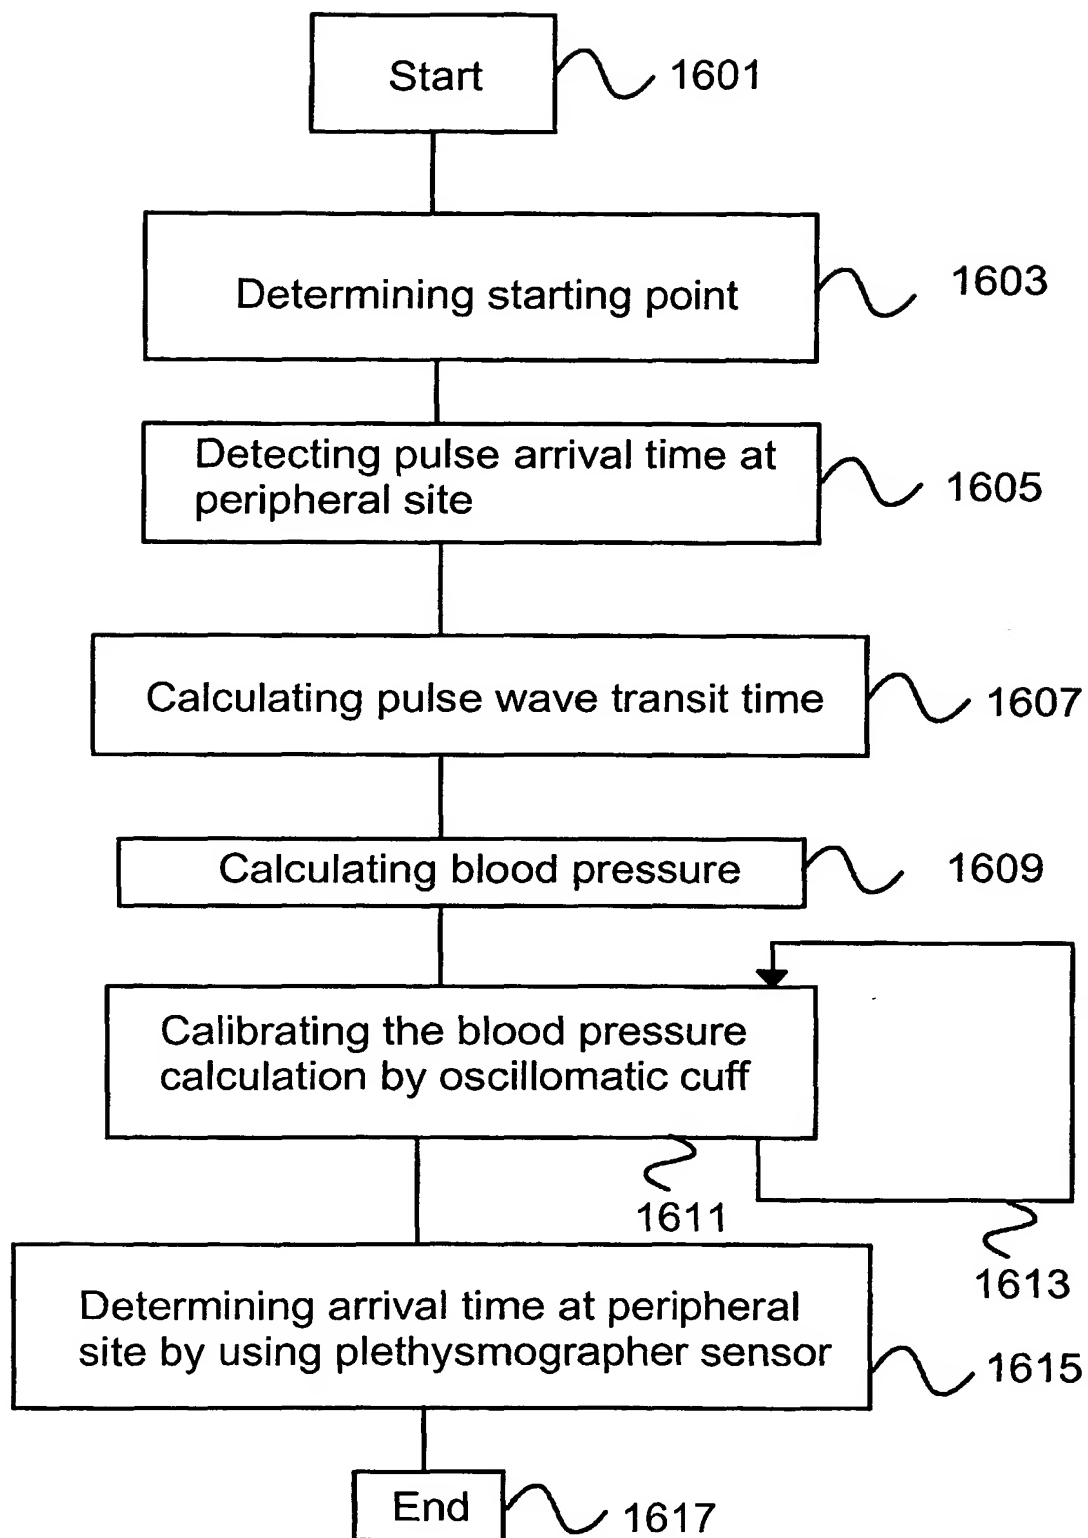 Start
1601
Determining starting point
1603
Detecting pulse arrival time at
peripheral site
1605
Calculating pulse wave transit time
1607
Calculating blood pressure
1609
Calibrating the blood pressure
calculation by oscillomatic cuff
1611
1613
Determining arrival time at peripheral
site by using plethysmographer sensor
1615
End
1617